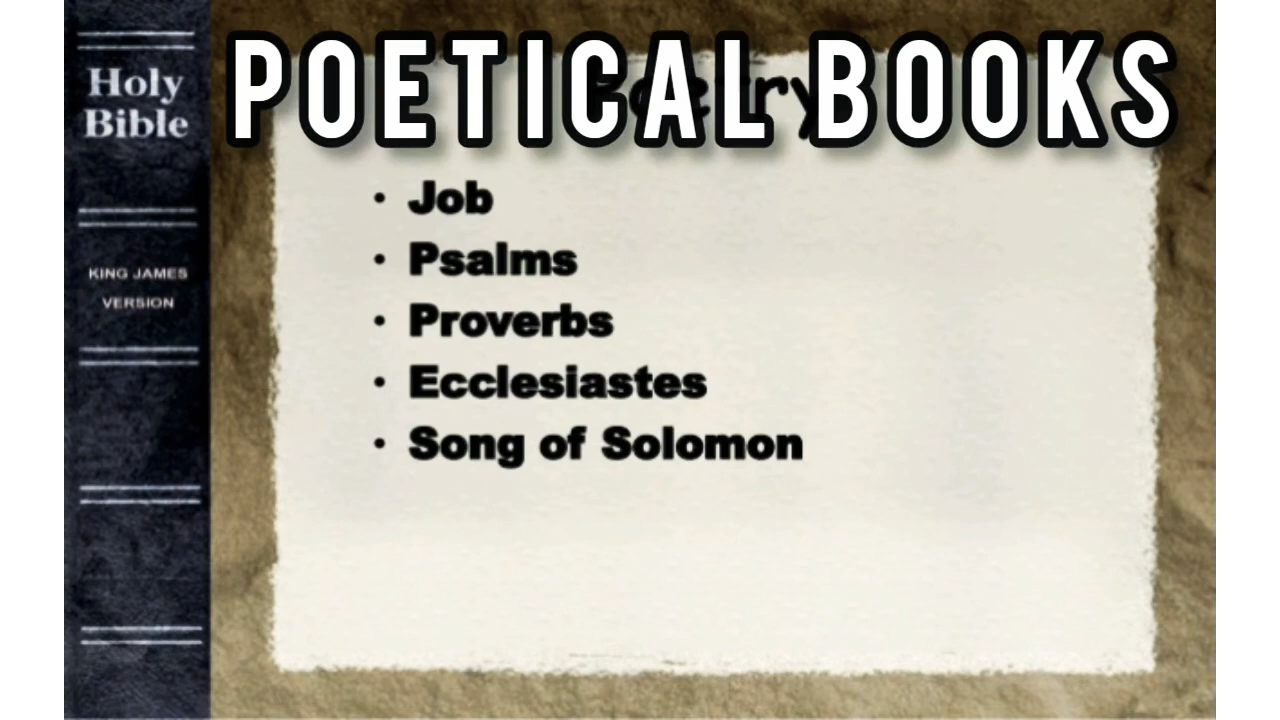 Holy
Bible
KING JAMES
VERSION
POETICAL BOOKS
• Job
• Psalms
• Proverbs
• Ecclesiastes
• Song of Solomon